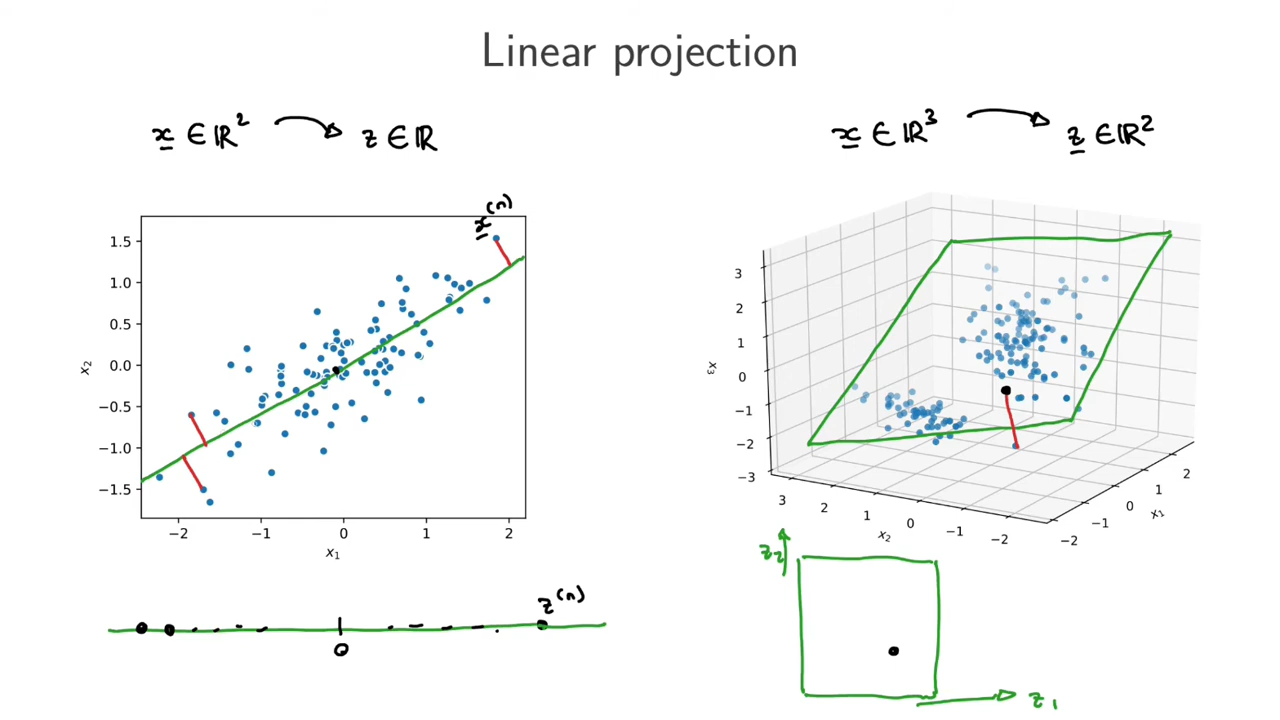 Linear projection
x ∈ ℝ² → z ∈ ℝ
x ∈ ℝ³ → z ∈ ℝ²
x⁽ⁿ⁾
1.5
1.0
0.5
0.0
−0.5
−1.0
−1.5
x₂
−2 −1 0 1 2
x₁
3
2
1
0
−1
−2
−3
x₃
3 2 1 0 −1 −2
x₂
−2 −1 0 1 2
x₁
z⁽ⁿ⁾
0
z₂
z₁